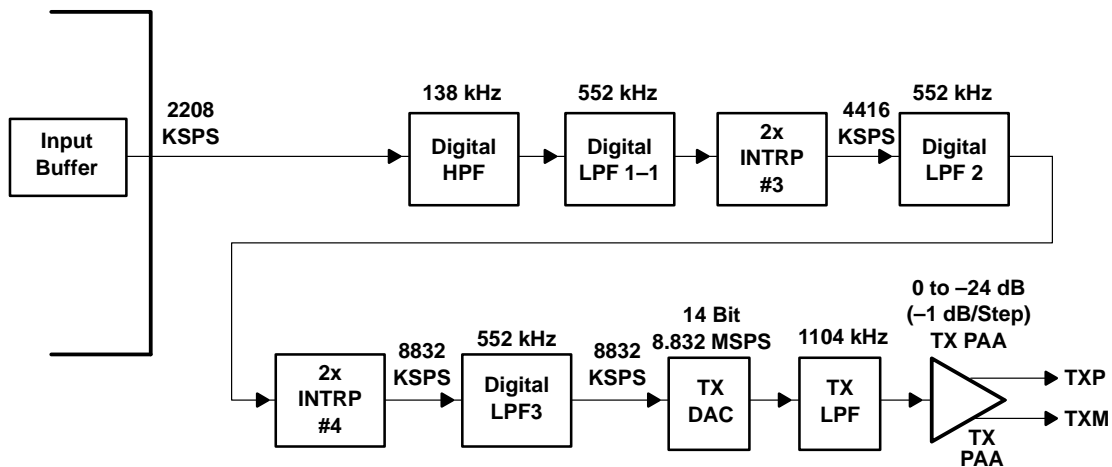 Input
Buffer
2208
KSPS
138 kHz
Digital
HPF
552 kHz
Digital
LPF 1–1
2x
INTRP
#3
4416
KSPS
552 kHz
Digital
LPF 2
2x
INTRP
#4
8832
KSPS
552 kHz
Digital
LPF3
8832
KSPS
14 Bit
8.832 MSPS
TX
DAC
1104 kHz
TX
LPF
0 to –24 dB
(–1 dB/Step)
TX PAA
TXP
TXM
TX
PAA